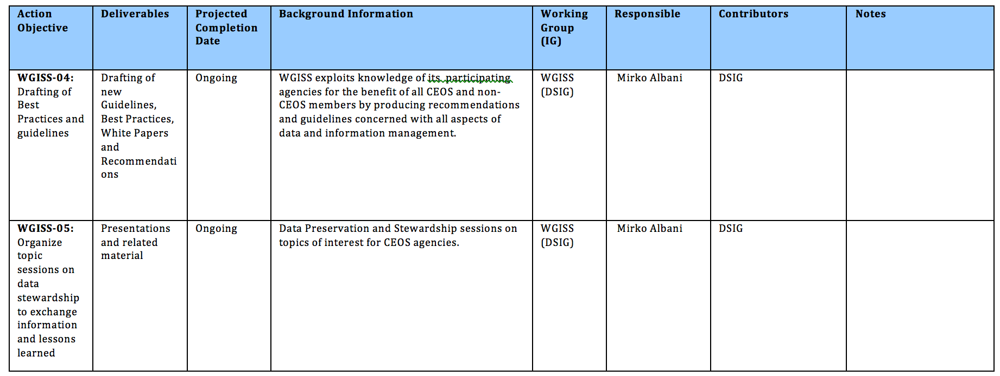 Action
Objective
Deliverables
Projected
Completion
Date
Background Information
Working
Group
(IG)
Responsible
Contributors
Notes
WGISS-04:
Drafting of
Best
Practices and
guidelines
Drafting of
new
Guidelines,
Best Practices,
White Papers
and
Recommendati
ons
Ongoing
WGISS exploits knowledge of its  participating
agencies for the benefit of all CEOS and non-
CEOS members by producing recommendations
and guidelines concerned with all aspects of
data and information management.
WGISS
(DSIG)
Mirko Albani
DSIG
WGISS-05:
Organize
topic
sessions on
data
stewardship
to exchange
information
and lessons
learned
Presentations
and related
material
Ongoing
Data Preservation and Stewardship sessions on
topics of interest for CEOS agencies.
WGISS
(DSIG)
Mirko Albani
DSIG